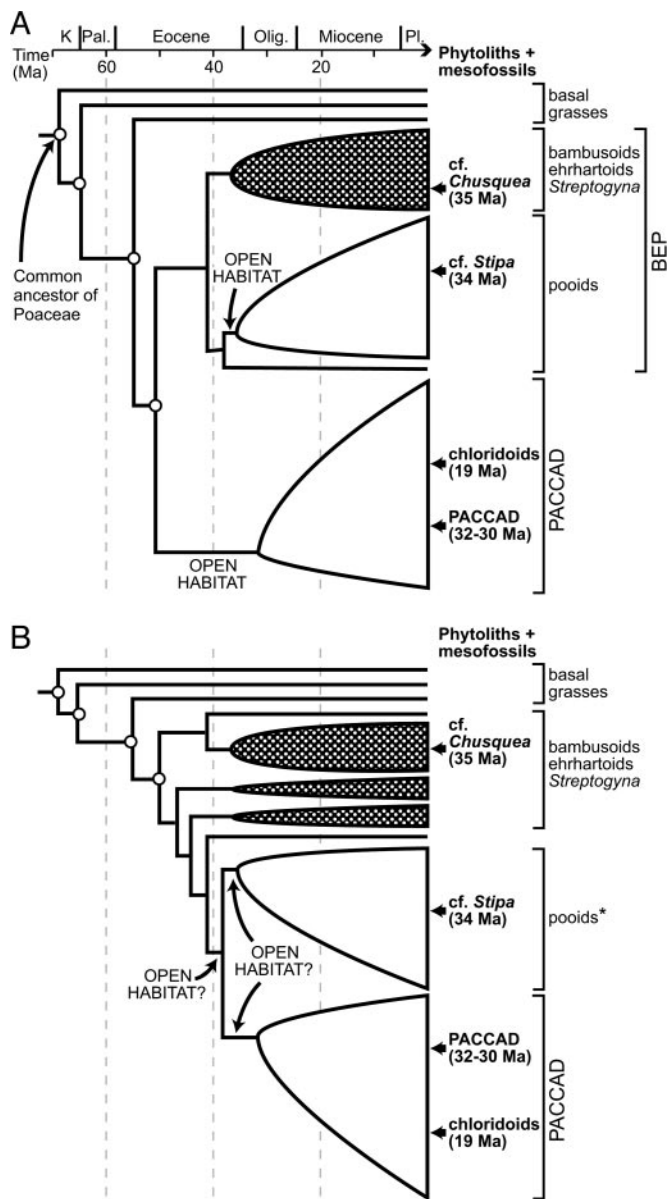 A
K Pal. Eocene Olig. Miocene Pl.
Time
(Ma)
60 40 20
Phytoliths +
mesofossils
basal
grasses
cf.
Chusquea
(35 Ma)
bambusoids
ehrhartoids
Streptogyna
BEP
OPEN
HABITAT
cf. Stipa
(34 Ma)
pooids
Common
ancestor of
Poaceae
chloridoids
(19 Ma)
PACCAD
(32-30 Ma)
PACCAD
OPEN
HABITAT
B
Phytoliths +
mesofossils
basal
grasses
cf.
Chusquea
(35 Ma)
bambusoids
ehrhartoids
Streptogyna
cf. Stipa
(34 Ma)
pooids*
OPEN
HABITAT?
OPEN
HABITAT?
PACCAD
(32-30 Ma)
chloridoids
(19 Ma)
PACCAD